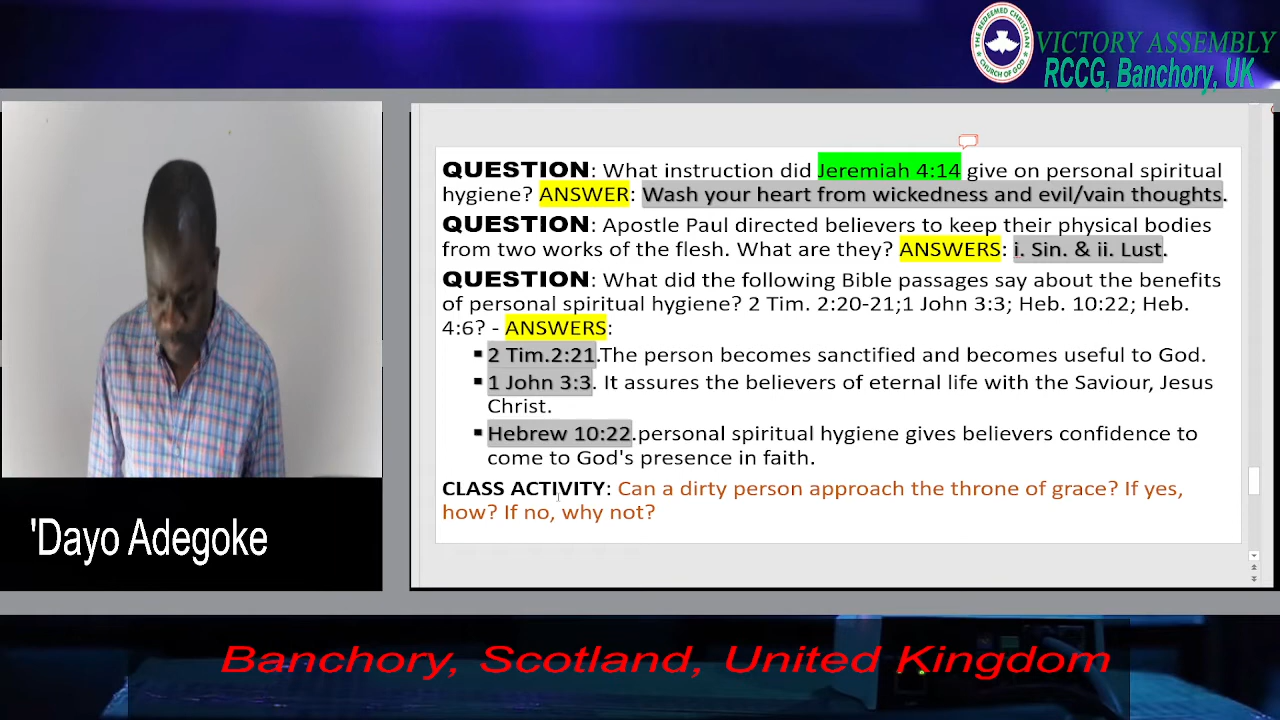 THE REDEEMED CHRISTIAN
CHURCH OF GOD
VICTORY ASSEMBLY
RCCG, Banchory, UK
QUESTION: What instruction did Jeremiah 4:14 give on personal spiritual
hygiene? ANSWER: Wash your heart from wickedness and evil/vain thoughts.
QUESTION: Apostle Paul directed believers to keep their physical bodies
from two works of the flesh. What are they? ANSWERS: i. Sin. & ii. Lust.
QUESTION: What did the following Bible passages say about the benefits
of personal spiritual hygiene? 2 Tim. 2:20-21;1 John 3:3; Heb. 10:22; Heb.
4:6? - ANSWERS:
▪ 2 Tim.2:21.The person becomes sanctified and becomes useful to God.
▪ 1 John 3:3. It assures the believers of eternal life with the Saviour, Jesus
Christ.
▪ Hebrew 10:22.personal spiritual hygiene gives believers confidence to
come to God's presence in faith.
CLASS ACTIVITY: Can a dirty person approach the throne of grace? If yes,
how? If no, why not?
'Dayo Adegoke
Banchory, Scotland, United Kingdom